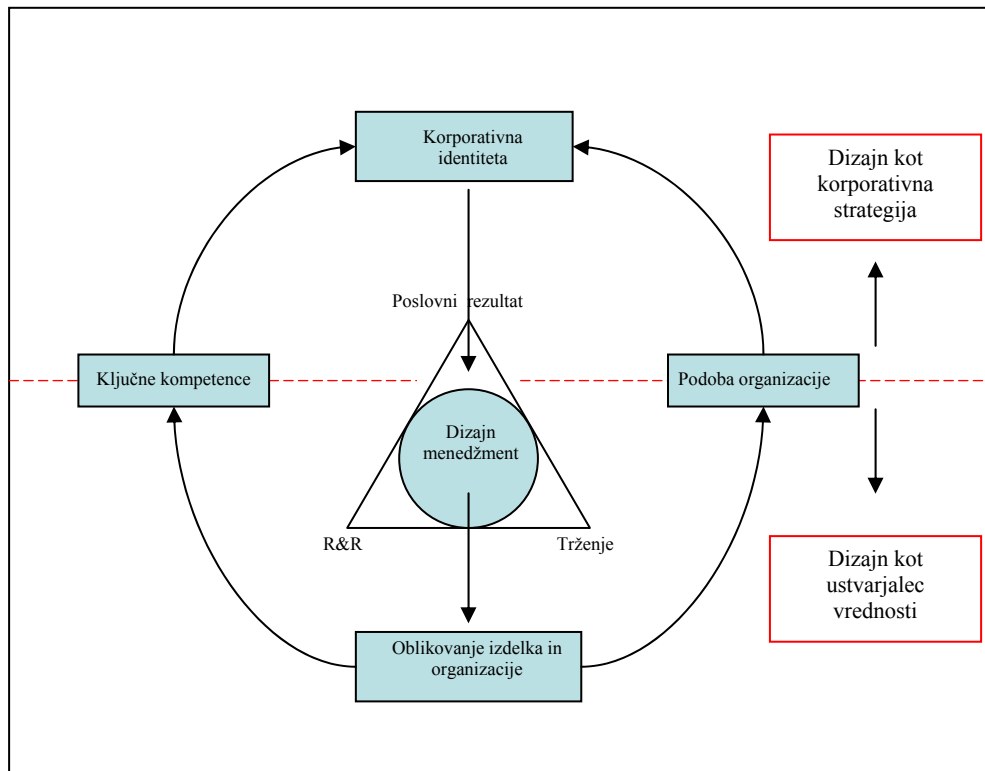 Korporativna
identiteta
Dizajn kot
korporativna
strategija
Poslovni rezultat
Ključne kompetence
Podoba organizacije
Dizajn
menedžment
R&R
Trženje
Dizajn kot
ustvarjalec
vrednosti
Oblikovanje izdelka in
organizacije